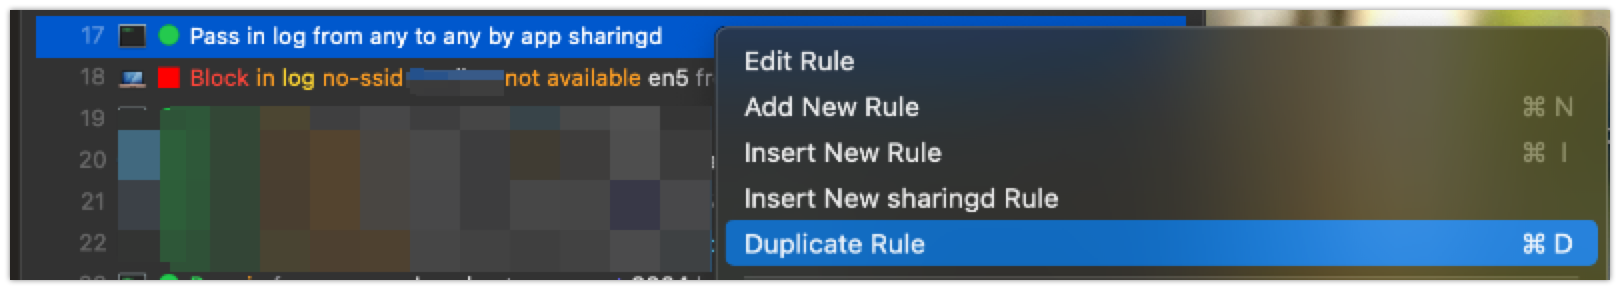 17 Pass in log from any to any by app sharingd
18 Block in log no-ssid not available en5
19
20
21
22
Edit Rule
Add New Rule ⌘ N
Insert New Rule ⌘ I
Insert New sharingd Rule
Duplicate Rule ⌘ D